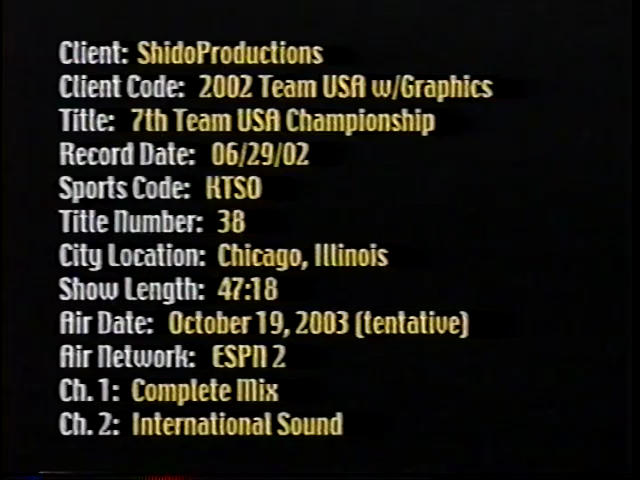 Client: ShidoProductions
Client Code: 2002 Team USA w/Graphics
Title: 7th Team USA Championship
Record Date: 06/29/02
Sports Code: KTSO
Title Number: 38
City Location: Chicago, Illinois
Show Length: 47:18
Air Date: October 19, 2003 (tentative)
Air Network: ESPN 2
Ch. 1: Complete Mix
Ch. 2: International Sound